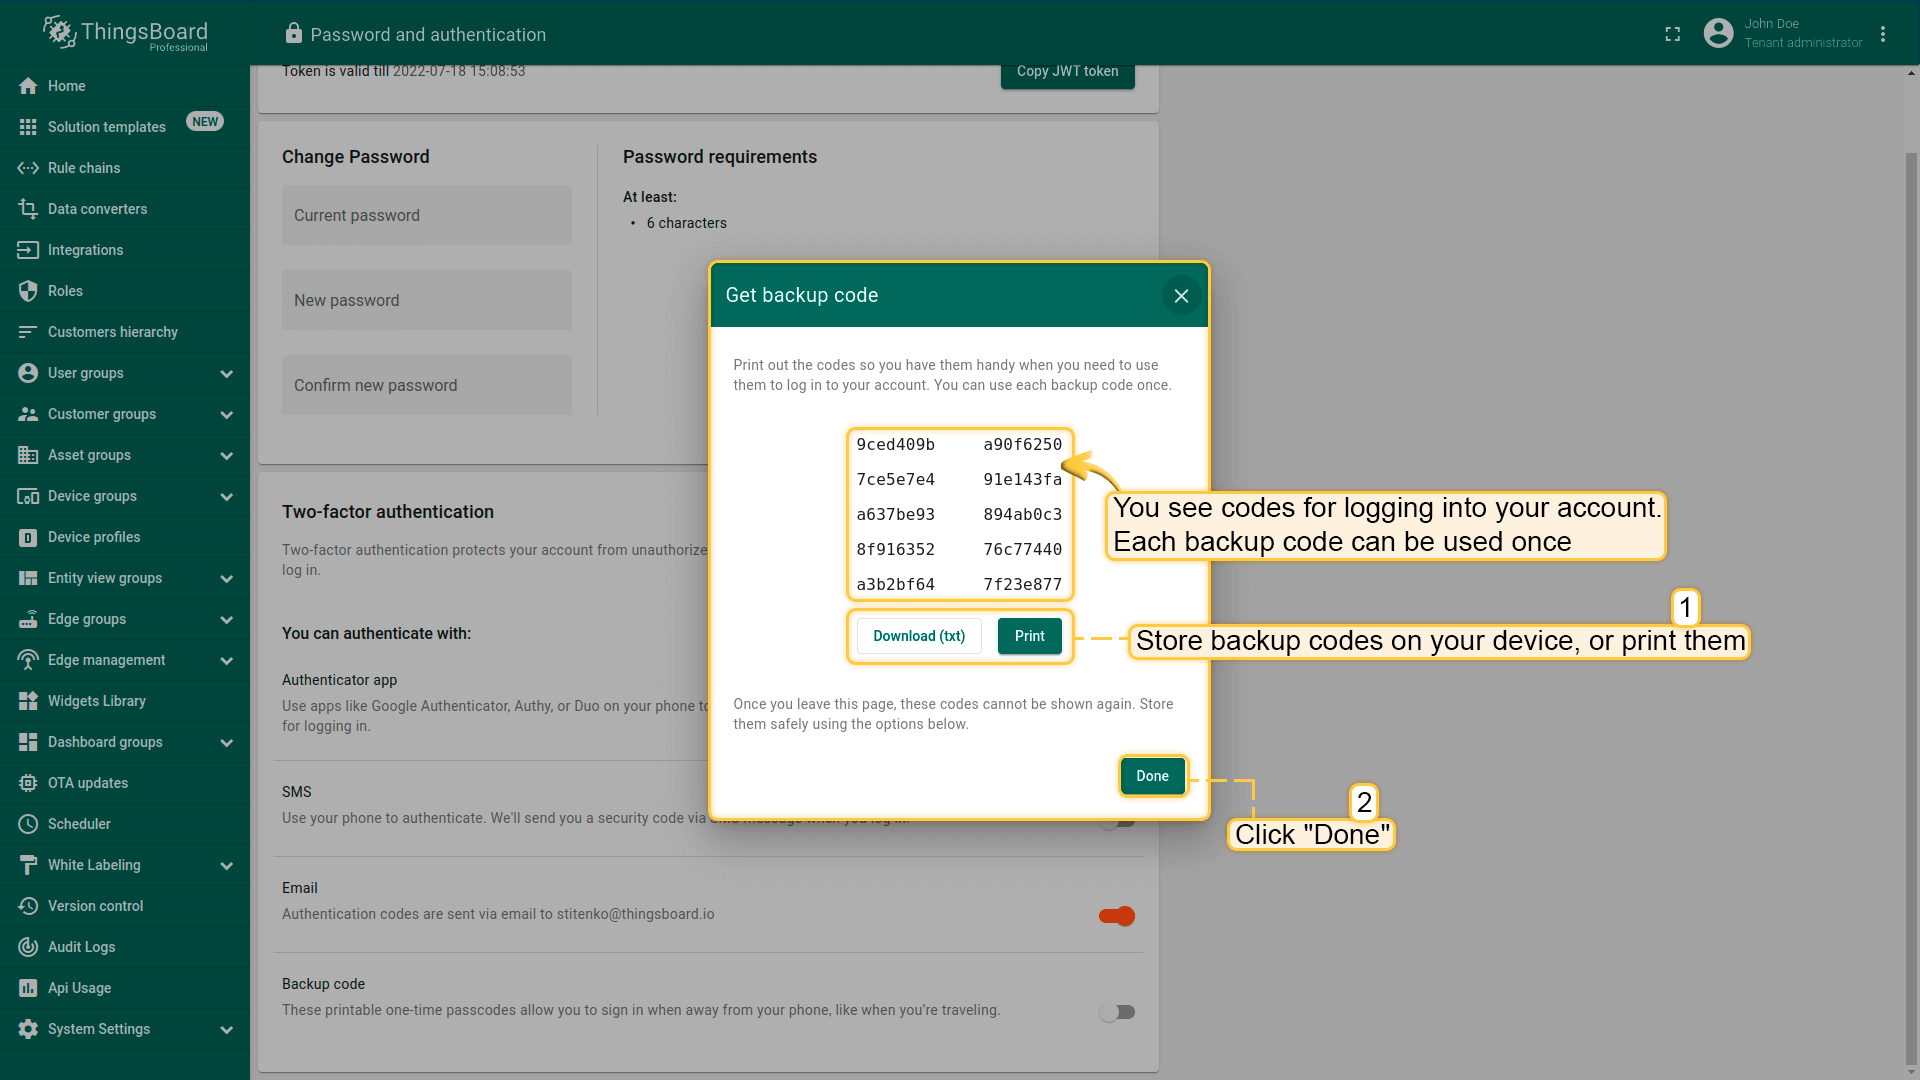 ThingsBoard
Professional
Password and authentication
John Doe
Tenant administrator
Home
Solution templates NEW
Rule chains
Data converters
Integrations
Roles
Customers hierarchy
User groups
Customer groups
Asset groups
Device groups
Device profiles
Entity view groups
Edge groups
Edge management
Widgets Library
Dashboard groups
OTA updates
Scheduler
White Labeling
Version control
Audit Logs
Api Usage
System Settings
Token is valid till 2022-07-18 15:08:53
Copy JWT token
Change Password
Current password
New password
Confirm new password
Password requirements
At least:
• 6 characters
Two-factor authentication
Two-factor authentication protects your account from unauthorize
log in.
You can authenticate with:
Authenticator app
Use apps like Google Authenticator, Authy, or Duo on your phone to
for logging in.
SMS
Use your phone to authenticate. We'll send you a security code via SMS message when you log in.
Email
Authentication codes are sent via email to stitenko@thingsboard.io
Backup code
These printable one-time passcodes allow you to sign in when away from your phone, like when you're traveling.
Get backup code
Print out the codes so you have them handy when you need to use
them to log in to your account. You can use each backup code once.
9ced409b a90f6250
7ce5e7e4 91e143fa
a637be93 894ab0c3
8f916352 76c77440
a3b2bf64 7f23e877
Download (txt) Print
Once you leave this page, these codes cannot be shown again. Store
them safely using the options below.
Done
You see codes for logging into your account.
Each backup code can be used once
1
Store backup codes on your device, or print them
2
Click "Done"